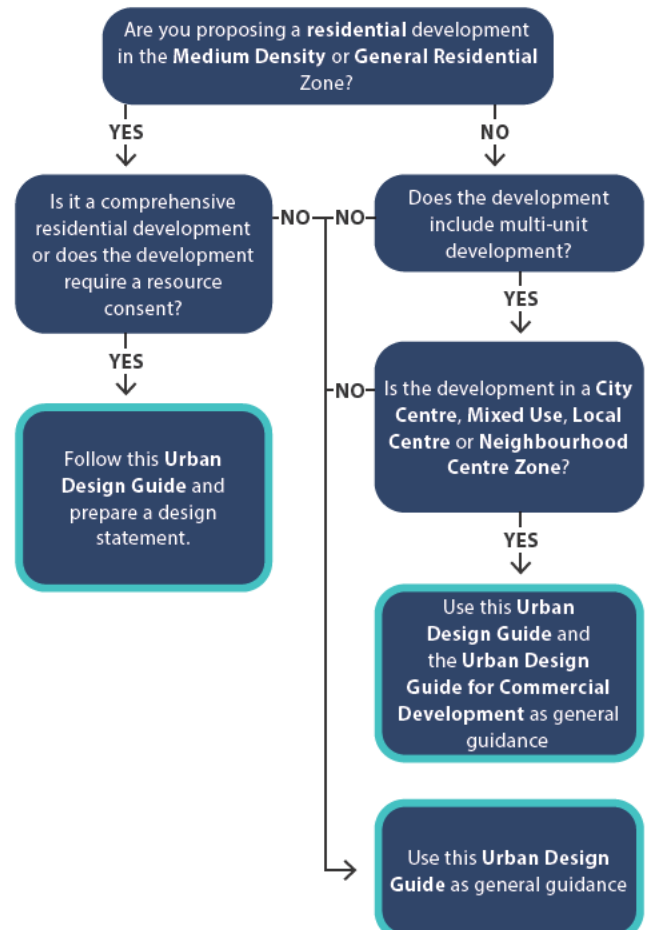 Are you proposing a residential development
in the Medium Density or General Residential
Zone?
YES
NO
Is it a comprehensive
residential development
or does the development
require a resource
consent?
NO
NO
Does the development
include multi-unit
development?
YES
YES
NO
Is the development in a City
Centre, Mixed Use, Local
Centre or Neighbourhood
Centre Zone?
Follow this Urban
Design Guide and
prepare a design
statement.
YES
Use this Urban
Design Guide and
the Urban Design
Guide for Commercial
Development as general
guidance
Use this Urban Design
Guide as general guidance